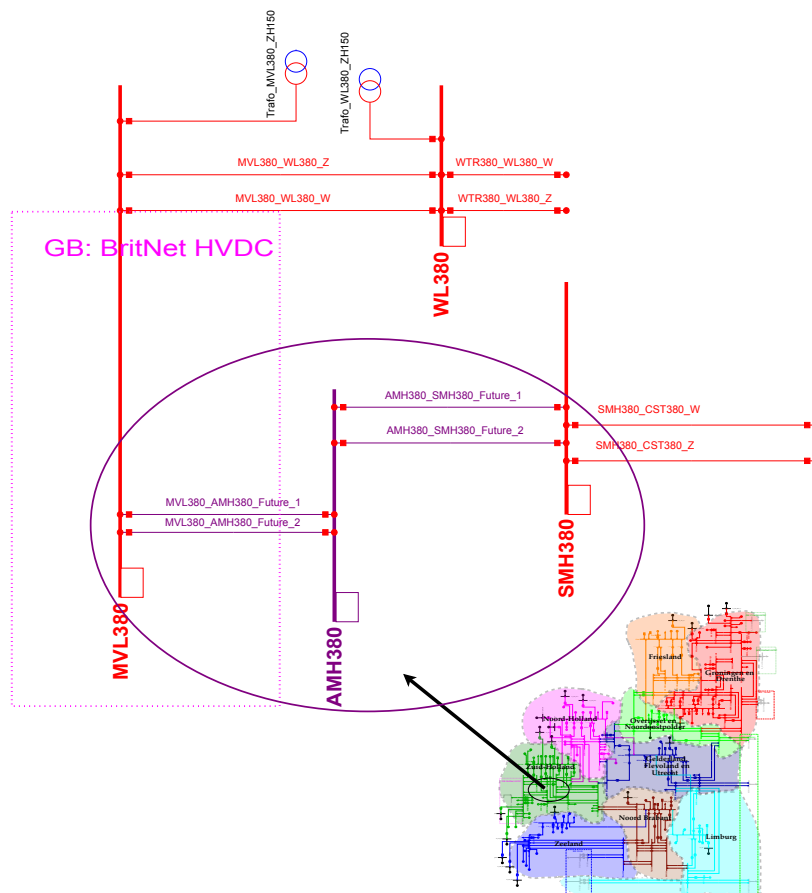 Trafo_MVL380_ZH150
Trafo_WL380_ZH150
MVL380_WL380_Z
WTR380_WL380_W
MVL380_WL380_W
WTR380_WL380_Z
GB: BritNet HVDC
WL380
AMH380_SMH380_Future_1
SMH380_CST380_W
AMH380_SMH380_Future_2
SMH380_CST380_Z
MVL380_AMH380_Future_1
MVL380_AMH380_Future_2
SMH380
MVL380
AMH380
Friesland
Groningen en
Drenthe
Noord-Holland
Overijssel en
Noordoostpolder
Zuid-Holland
Gelderland
Flevoland en
Utrecht
Noord Brabant
Limburg
Zeeland